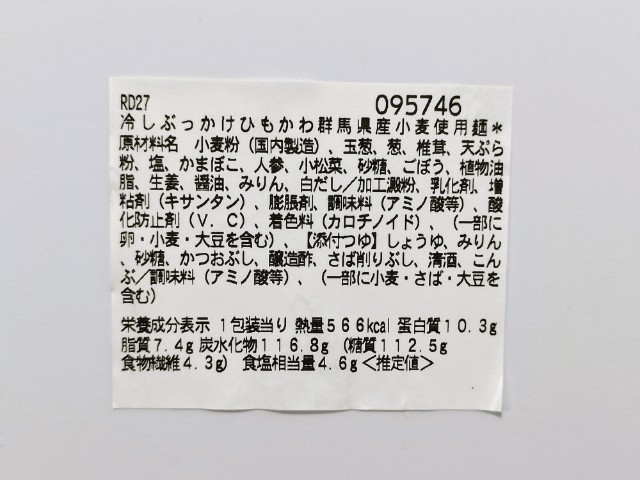 RD27 095746
冷しぶっかけひもかわ群馬県産小麦使用麺*
原材料名 小麦粉(国内製造)、玉葱、葱、椎茸、天ぷら
粉、塩、かまぼこ、人参、小松菜、砂糖、ごぼう、植物油
脂、生姜、醤油、みりん、白だし/加工澱粉、乳化剤、増
粘剤(キサンタン)、膨脹剤、調味料(アミノ酸等)、酸
化防止剤(V.C)、着色料(カロチノイド)、(一部に
卵・小麦・大豆を含む)、【添付つゆ】しょうゆ、みりん
、砂糖、かつおぶし、醸造酢、さば削りぶし、清酒、こん
ぶ/調味料(アミノ酸等)、(一部に小麦・さば・大豆を
含む)
栄養成分表示 1包装当り 熱量566kcal 蛋白質10.3g
脂質7.4g 炭水化物116.8g (糖質112.5g
食物繊維4.3g) 食塩相当量4.6g<推定値>